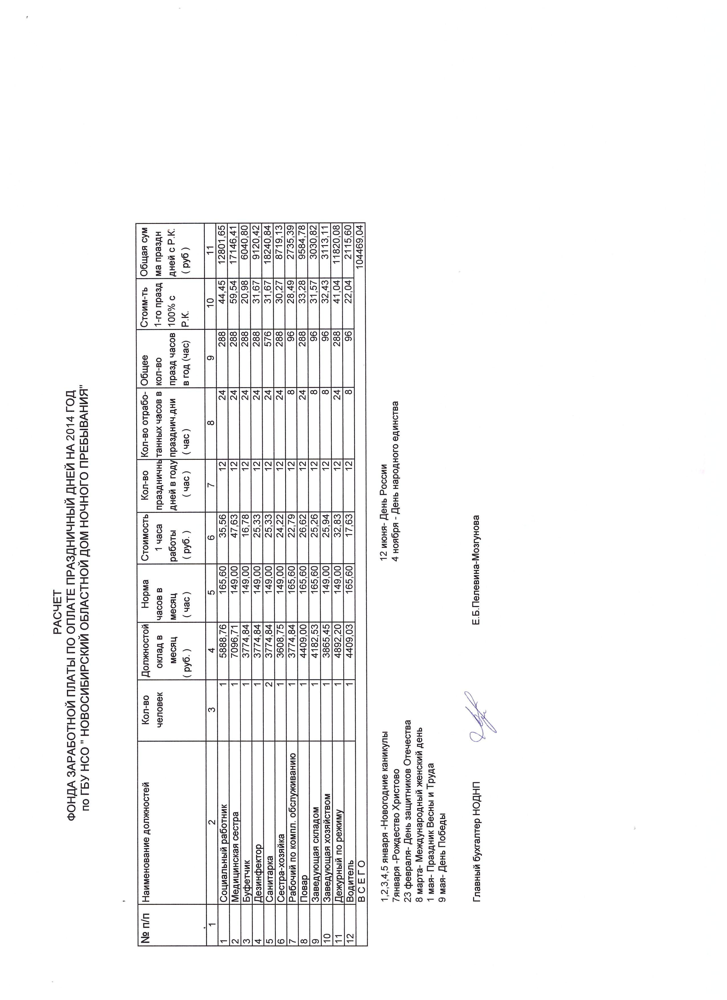 РАСЧЕТ
ФОНДА ЗАРАБОТНОЙ ПЛАТЫ ПО ОПЛАТЕ ПРАЗДНИЧНЫЙ ДНЕЙ НА 2014 ГОД
по ГБУ НСО " НОВОСИБИРСКИЙ ОБЛАСТНОЙ ДОМ НОЧНОГО ПРЕБЫВАНИЯ"
№ п/п Наименование должностей Кол-во Должностой Норма Стоимость Кол-во Кол-во отрабо- Общее Стоим-ть Общая сум
человек оклад в часов в 1 часа празднич танных часов в кол-во 1-го празд ма праздн
месяц месяц работы дней в году празднич.дни празд часов 100% с дней с Р.К.
( руб. ) ( час ) ( руб. ) ( час ) ( час ) в год (час) Р.К. ( руб )
1 2 3 4 5 6 7 8 9 10 11
1 Социальный работник 1 5888,76 165,60 35,56 12 24 288 44,45 12801,65
2 Медицинская сестра 1 7096,71 149,00 47,63 12 24 288 59,54 17146,41
3 Буфетчик 1 3774,84 149,00 16,78 12 24 288 20,98 6040,80
4 Дезинфектор 1 3774,84 149,00 25,33 12 24 288 31,67 9120,42
5 Санитарка 2 3774,84 149,00 25,33 12 24 576 31,67 18240,84
6 Сестра-хозяйка 1 3608,75 149,00 24,22 12 24 288 30,27 8719,13
7 Рабочий по компл. обслуживанию 1 3774,84 165,60 22,79 12 8 96 28,49 2735,39
8 Повар 1 4409,00 165,60 26,62 12 24 288 33,28 9584,78
9 Заведующая складом 1 4182,53 165,60 25,26 12 8 96 31,57 3030,82
10 Заведующая хозяйством 1 3865,45 149,00 25,94 12 8 96 32,43 3113,11
11 Дежурный по режиму 1 4892,20 149,00 32,83 12 24 288 41,04 11820,08
12 Водитель 1 4409,03 165,60 17,63 12 8 96 22,04 2115,60
В С Е Г О 104469,04
1,2,3,4,5 января -Новогодние каникулы 12 июня- День России
7января -Рождество Христово 4 ноября - День народного единства
23 февраля- День защитников Отечества
8 марта- Международный женский день
1 мая- Праздник Весны и Труда
9 мая- День Победы
Главный бухгалтер НОДНП Е.Б.Пелевина-Мозгунова